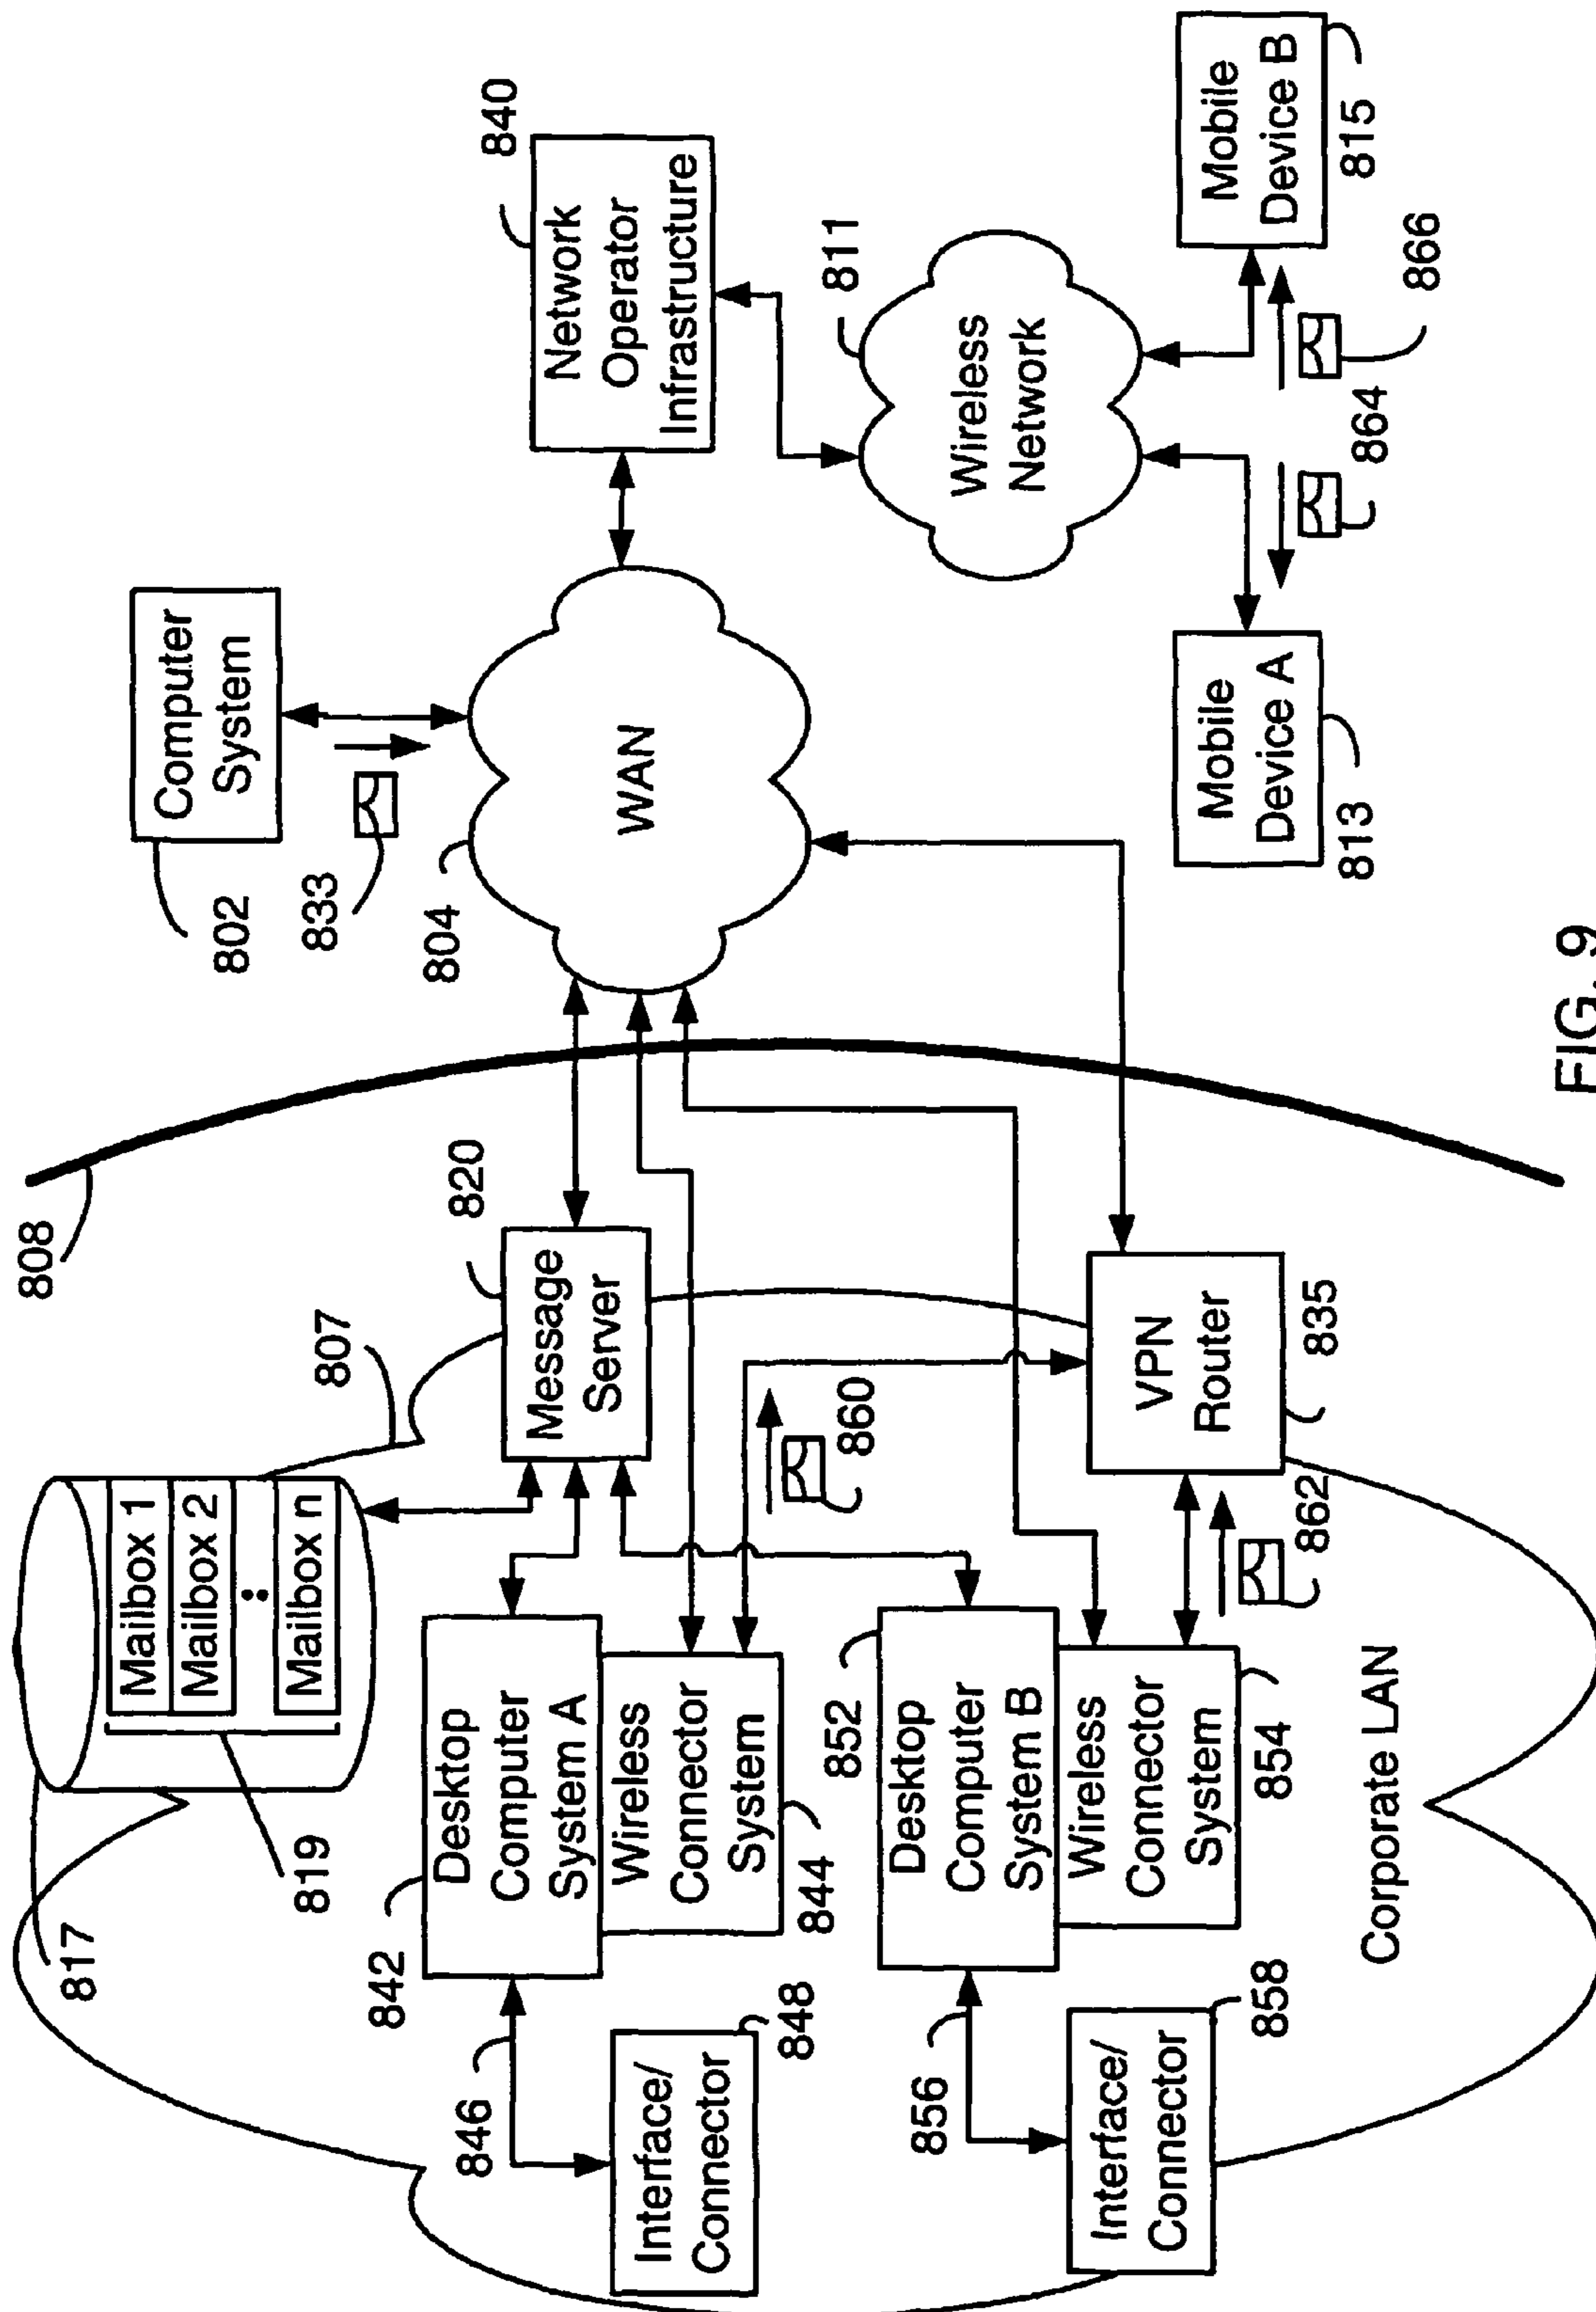 840
Network
Operator
Infrastructure
Computer
System
802
833
804
WAN
811
Wireless
Network
Mobile
Device B
815
866
864
Mobile
Device A
813
808
807
820
Message
Server
VPN
Router
835
860
862
817
Mailbox 1
Mailbox 2
:
Mailbox n
819
842
Desktop
Computer
System A
Wireless
Connector
System
844
846
Interface/
Connector
848
852
Desktop
Computer
System B
Wireless
Connector
System
854
856
Interface/
Connector
858
Corporate LAN
FIG. 9